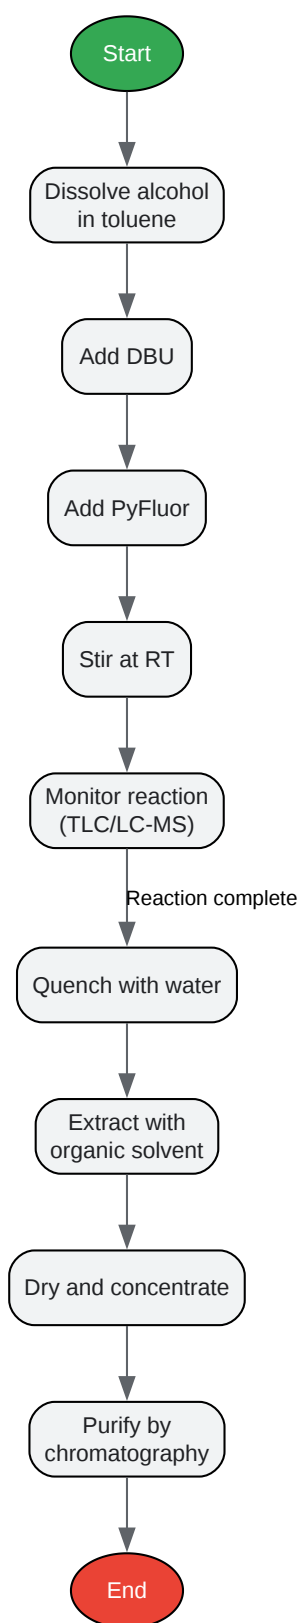 Start
Dissolve alcohol
in toluene
Add DBU
Add PyFluor
Stir at RT
Monitor reaction
(TLC/LC-MS)
Reaction complete
Quench with water
Extract with
organic solvent
Dry and concentrate
Purify by
chromatography
End